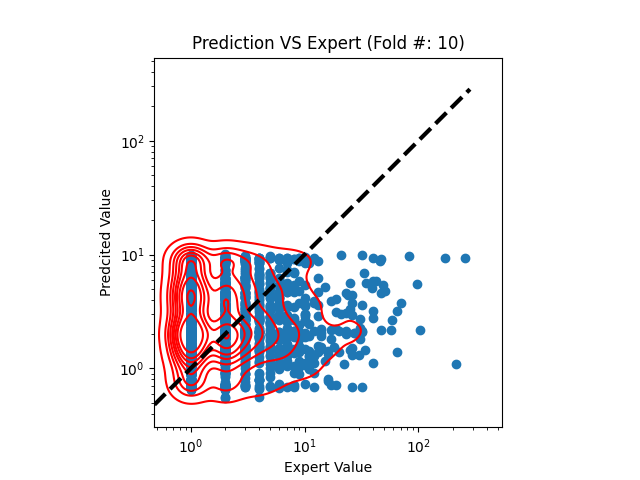 Prediction VS Expert (Fold #: 10)
Predcited Value
10²
10¹
10⁰
10⁰ 10¹ 10²
Expert Value